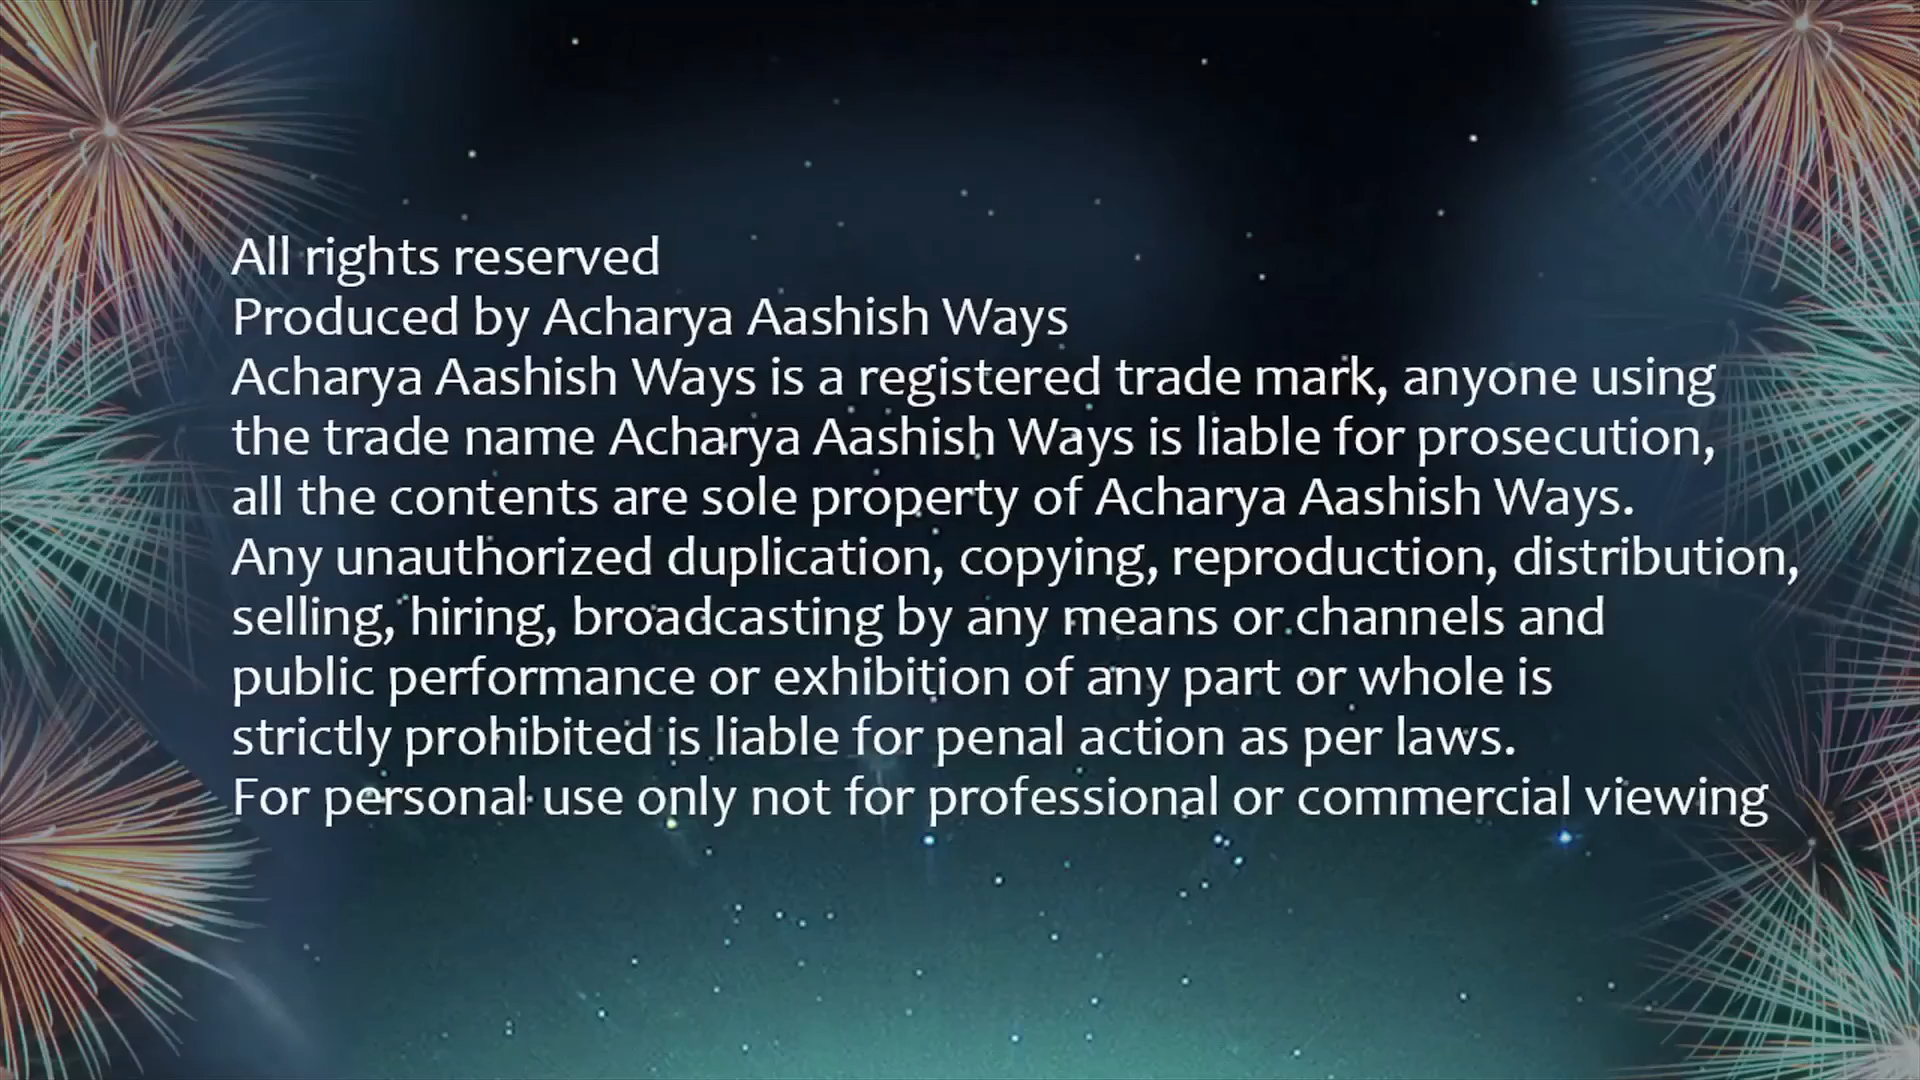 All rights reserved
Produced by Acharya Aashish Ways
Acharya Aashish Ways is a registered trade mark, anyone using
the trade name Acharya Aashish Ways is liable for prosecution,
all the contents are sole property of Acharya Aashish Ways.
Any unauthorized duplication, copying, reproduction, distribution,
selling, hiring, broadcasting by any means or channels and
public performance or exhibition of any part or whole is
strictly prohibited is liable for penal action as per laws.
For personal use only not for professional or commercial viewing